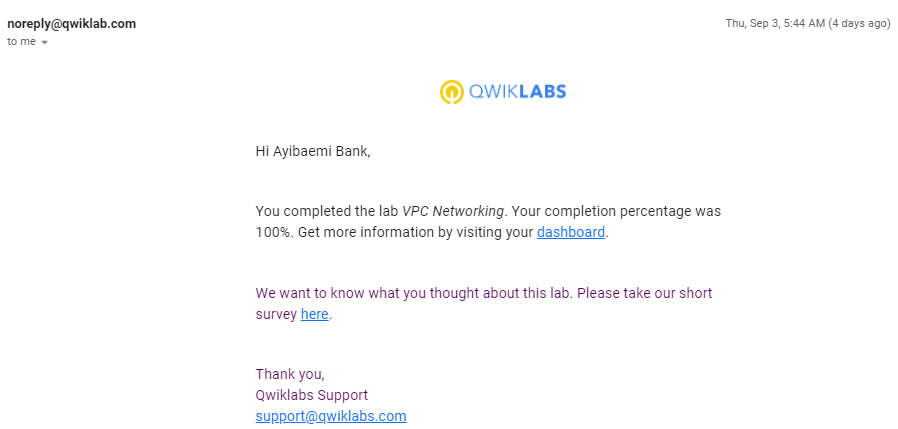 noreply@qwiklab.com
Thu, Sep 3, 5:44 AM (4 days ago)
to me
QWIKLABS
Hi Ayibaemi Bank,
You completed the lab VPC Networking. Your completion percentage was
100%. Get more information by visiting your dashboard.
We want to know what you thought about this lab. Please take our short
survey here.
Thank you,
Qwiklabs Support
support@qwiklabs.com